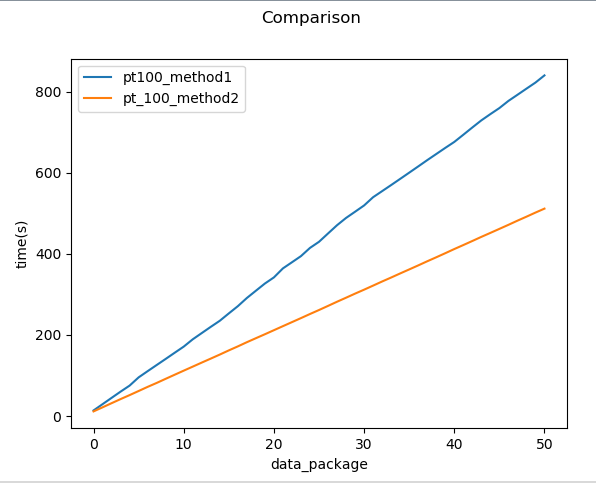 Comparison
pt100_method1
pt_100_method2
time(s)
800
600
400
200
0
0 10 20 30 40 50
data_package